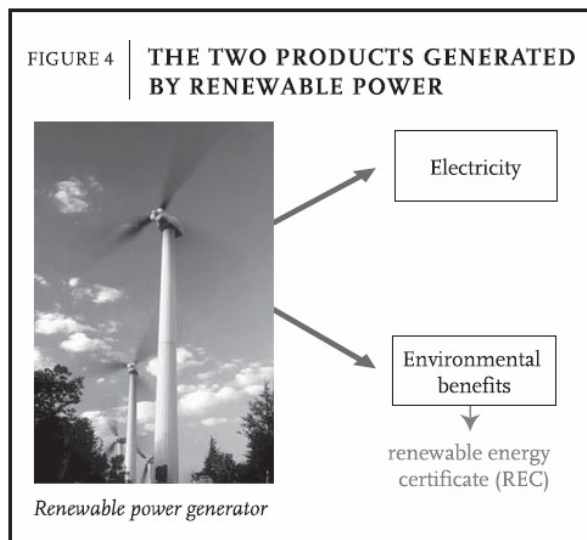 FIGURE 4
THE TWO PRODUCTS GENERATED
BY RENEWABLE POWER
Electricity
Environmental
benefits
renewable energy
certificate (REC)
Renewable power generator